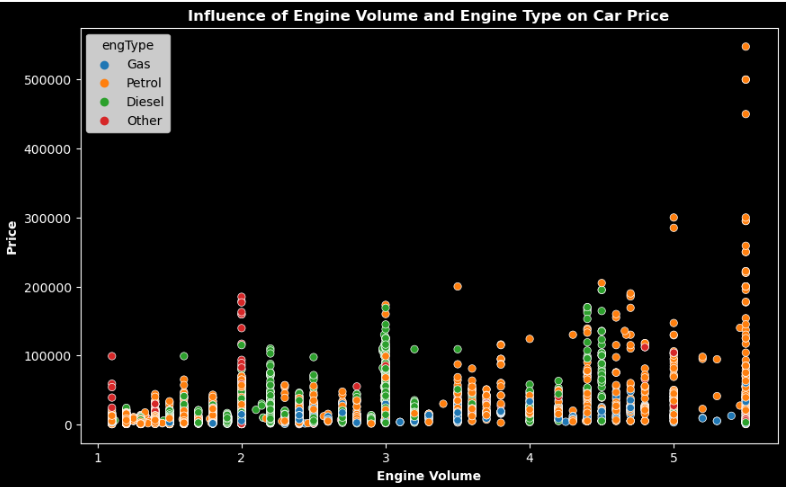 Influence of Engine Volume and Engine Type on Car Price
engType
Gas
Petrol
Diesel
Other
Price
500000
400000
300000
200000
100000
0
1 2 3 4 5
Engine Volume